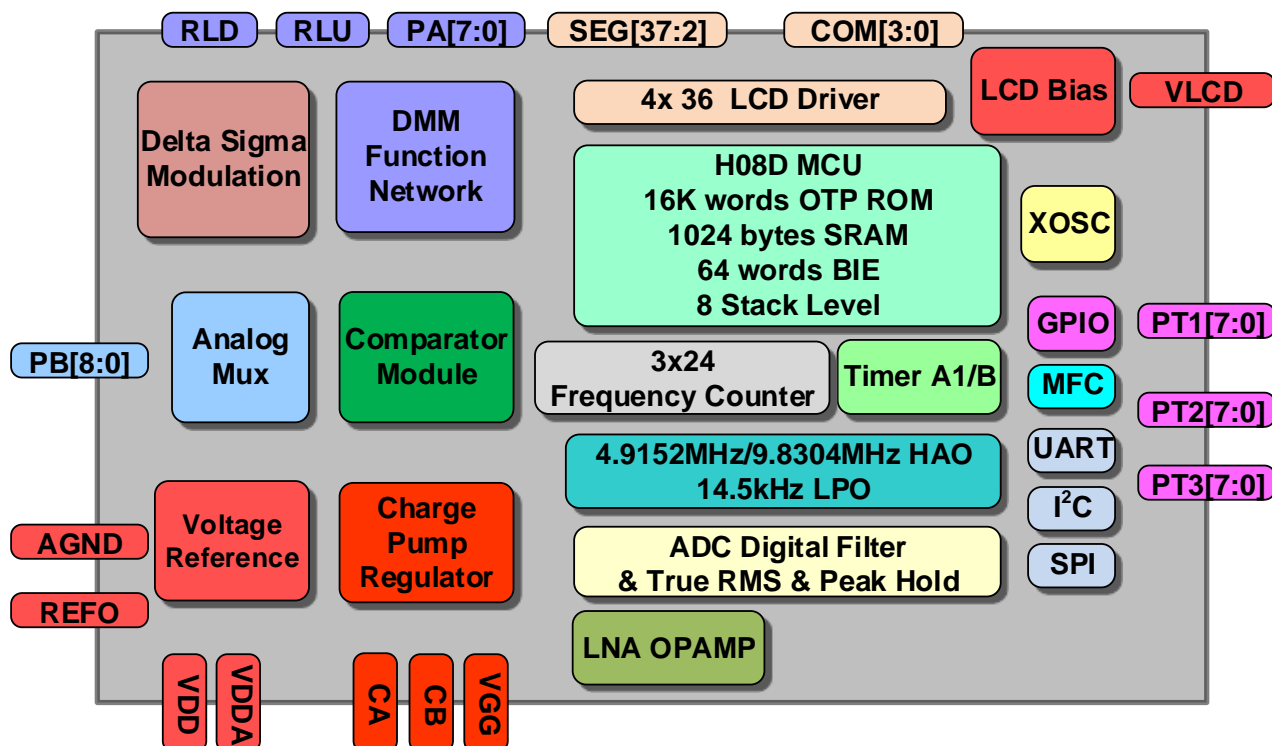 RLD
RLU
PA[7:0]
SEG[37:2]
COM[3:0]
Delta Sigma
Modulation
DMM
Function
Network
4x 36 LCD Driver
LCD Bias
VLCD
H08D MCU
16K words OTP ROM
1024 bytes SRAM
64 words BIE
8 Stack Level
XOSC
PB[8:0]
Analog
Mux
Comparator
Module
3x24
Frequency Counter
Timer A1/B
GPIO
PT1[7:0]
MFC
PT2[7:0]
4.9152MHz/9.8304MHz HAO
14.5kHz LPO
UART
PT3[7:0]
I²C
SPI
AGND
REFO
Voltage
Reference
Charge
Pump
Regulator
ADC Digital Filter
& True RMS & Peak Hold
LNA OPAMP
VDD
VDDA
CA
CB
VGG